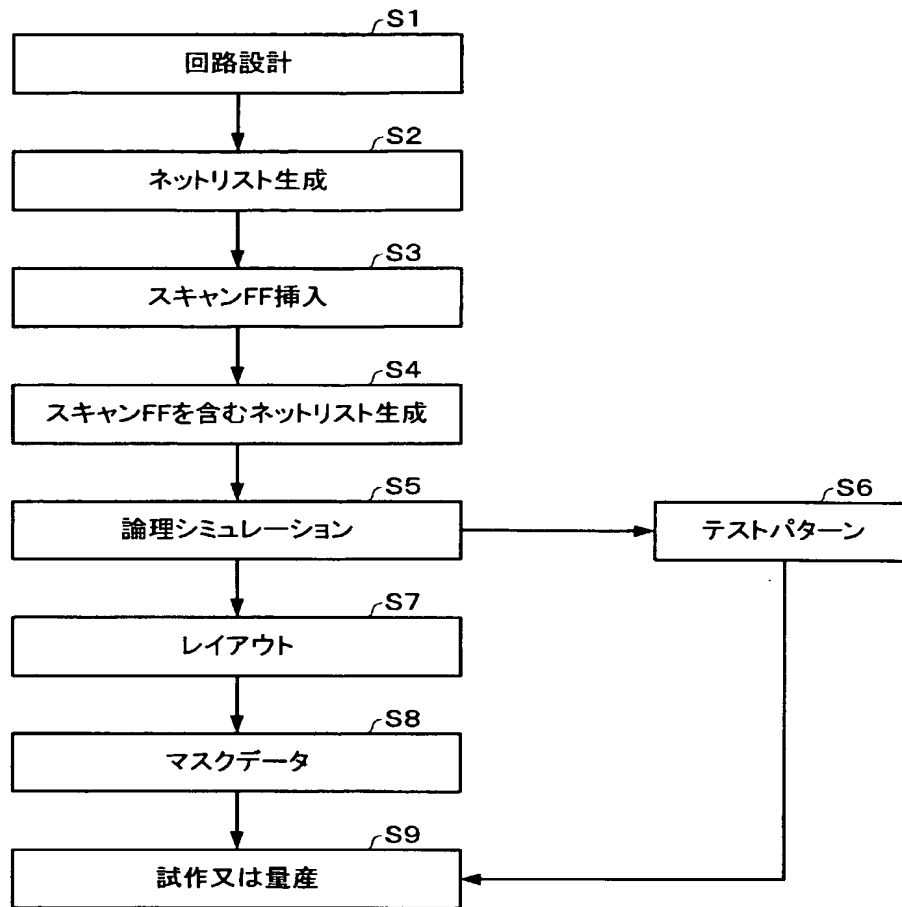 S1
回路設計
S2
ネットリスト生成
S3
スキャンFF挿入
S4
スキャンFFを含むネットリスト生成
S5
論理シミュレーション
S6
テストパターン
S7
レイアウト
S8
マスクデータ
S9
試作又は量産